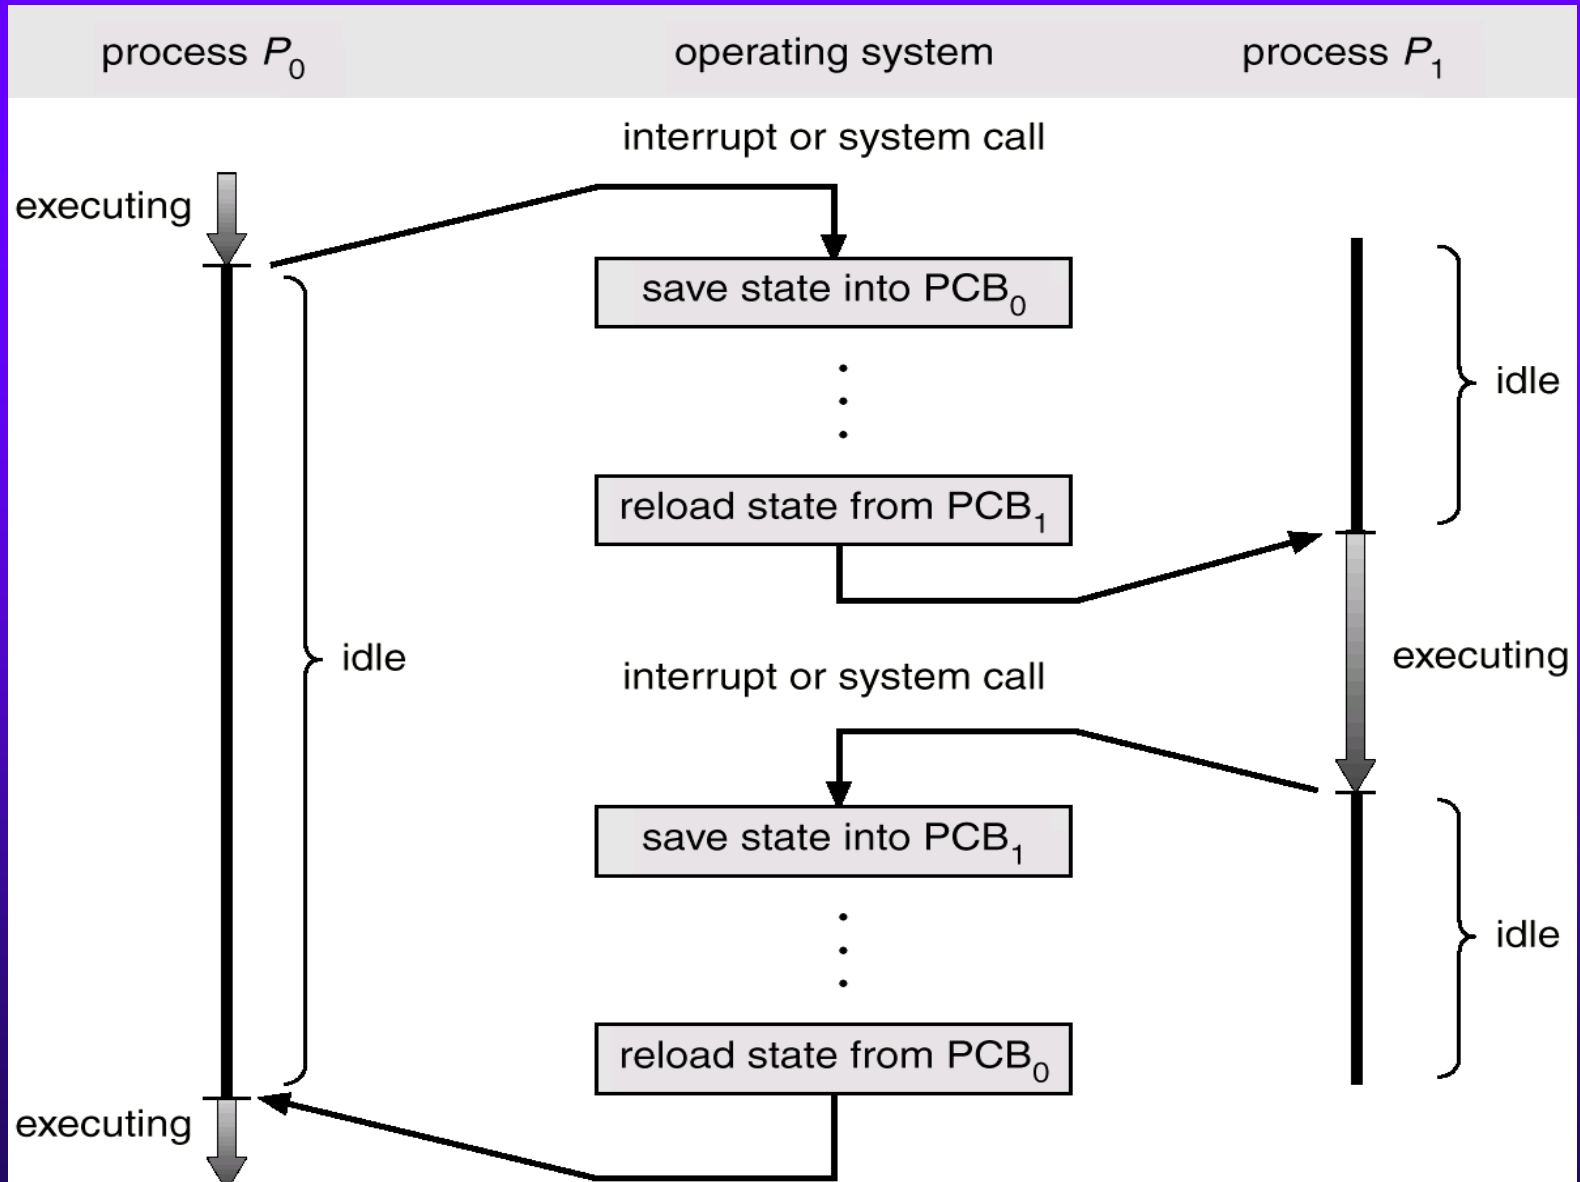 process P0 operating system process P1
interrupt or system call
executing
save state into PCB0
idle
reload state from PCB1
idle
interrupt or system call
executing
save state into PCB1
idle
reload state from PCB0
executing